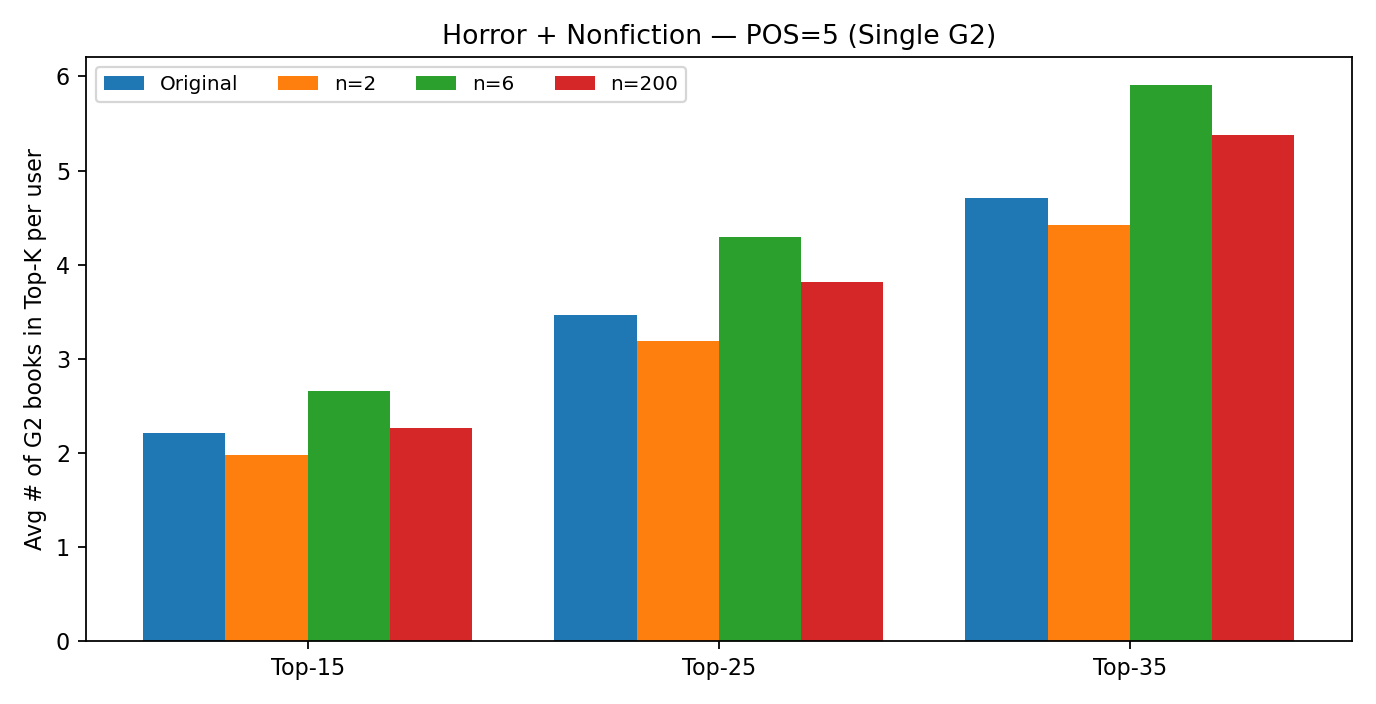 Horror + Nonfiction — POS=5 (Single G2)
Original n=2 n=6 n=200
Avg # of G2 books in Top-K per user
6
5
4
3
2
1
0
Top-15 Top-25 Top-35